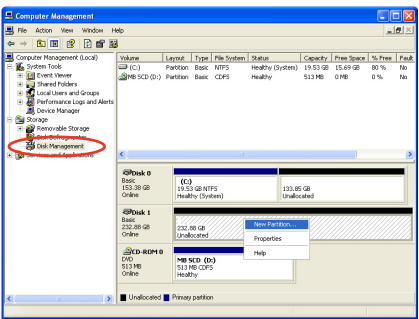 Computer Management
File Action View Window Help
Computer Management (Local)
System Tools
Event Viewer
Shared Folders
Local Users and Groups
Performance Logs and Alerts
Device Manager
Storage
Removable Storage
Disk Defragmenter
Disk Management
Services and Applications
Volume Layout Type File System Status Capacity Free Space % Free Fault
(C:) Partition Basic NTFS Healthy (System) 19.53 GB 15.69 GB 80 % No
MB SCD (D:) Partition Basic CDFS Healthy 513 MB 0 MB 0 % No
Disk 0
Basic
153.38 GB
Online
(C:)
19.53 GB NTFS
Healthy (System)
133.85 GB
Unallocated
Disk 1
Basic
232.88 GB
Online
232.88 GB
Unallocated
New Partition...
Properties
Help
CD-ROM 0
DVD
513 MB
Online
MB SCD (D:)
513 MB CDFS
Healthy
Unallocated Primary partition